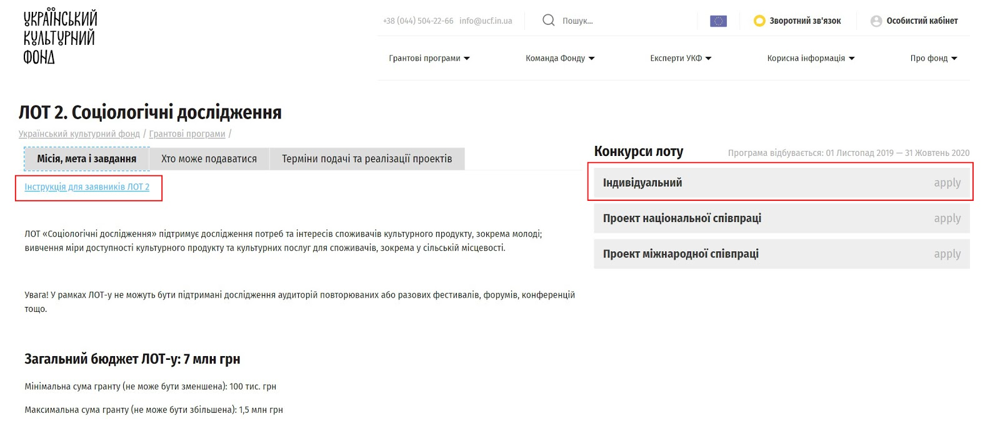 УКРАЇНСЬКИЙ
КУЛЬТУРНИЙ
ФОНД
+38 (044) 504-22-66 info@ucf.in.ua
Пошук...
Зворотний зв'язок
Особистий кабінет
Грантові програми
Команда Фонду
Експерти УКФ
Корисна інформація
Про фонд
ЛОТ 2. Соціологічні дослідження
Український культурний фонд / Грантові програми /
Місія, мета і завдання
Хто може подаватися
Терміни подачі та реалізації проектів
Інструкція для заявників ЛОТ 2
ЛОТ «Соціологічні дослідження» підтримує дослідження потреб та інтересів споживачів культурного продукту, зокрема молоді;
вивчення міри доступності культурного продукту та культурних послуг для споживачів, зокрема у сільській місцевості.
Увага! У рамках ЛОТ-у не можуть бути підтримані дослідження аудиторій повторюваних або разових фестивалів, форумів, конференцій
тощо.
Загальний бюджет ЛОТ-у: 7 млн грн
Мінімальна сума гранту (не може бути зменшена): 100 тис. грн
Максимальна сума гранту (не може бути збільшена): 1,5 млн грн
Конкурси лоту
Програма відбувається: 01 Листопад 2019 — 31 Жовтень 2020
Індивідуальний apply
Проект національної співпраці apply
Проект міжнародної співпраці apply